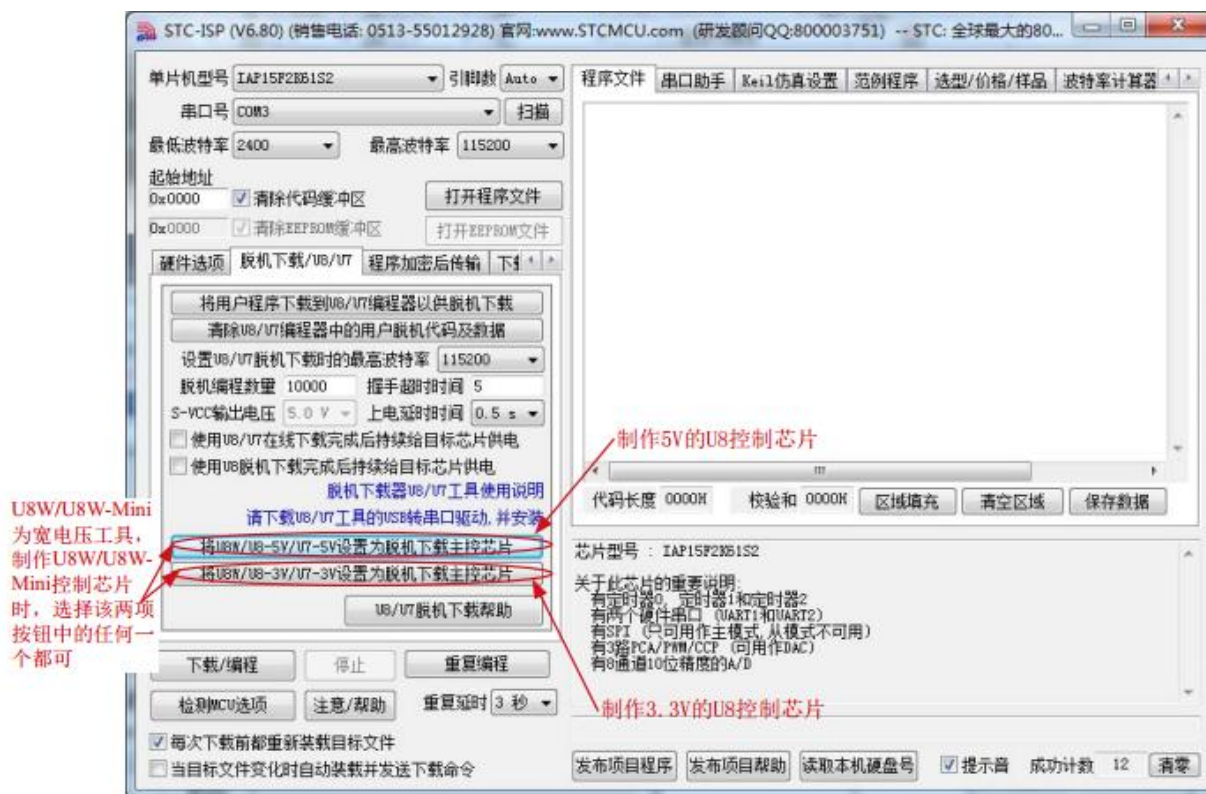 STC-ISP (V6.80) (销售电话: 0513-55012928) 官网:www.STCMCU.com (研发顾问QQ:800003751) -- STC: 全球最大的80...
单片机型号 IAP15F2K61S2 引脚数 Auto
串口号 COM3 扫描
最低波特率 2400 最高波特率 115200
起始地址
0x0000 清除代码缓冲区 打开程序文件
0x0000 清除EEPROM缓冲区 打开EEPROM文件
硬件选项 脱机下载/U8/U7 程序加密后传输
将用户程序下载到U8/U7编程器以供脱机下载
清除U8/U7编程器中的用户脱机代码及数据
设置U8/U7脱机下载时的最高波特率 115200
脱机编程数量 10000 握手超时时间 5
S-VCC输出电压 5.0 V 上电延时时间 0.5 s
使用U8/U7在线下载完成后持续给目标芯片供电
使用U8脱机下载完成后持续给目标芯片供电
脱机下载器U8/U7工具使用说明
请下载U8/U7工具的USB转串口驱动,并安装
将U8W/U8-5V/U7-5V设置为脱机下载主控芯片
将U8W/U8-3V/U7-3V设置为脱机下载主控芯片
U8/U7脱机下载帮助
下载/编程 停止 重复编程
检测MCU选项 注意/帮助 重复延时 3 秒
每次下载前都重新装载目标文件
当目标文件变化时自动装载并发送下载命令
U8W/U8W-Mini
为宽电压工具,
制作U8W/U8W-
Mini控制芯片
时, 选择该两项
按钮中的任何一
个都可
程序文件 串口助手 Keil仿真设置 范例程序 选型/价格/样品 波特率计算器
制作5V的U8控制芯片
代码长度 0000H 校验和 0000H 区域填充 清空区域 保存数据
芯片型号 : IAP15F2K61S2
关于此芯片的重要说明:
有定时器0、定时器1和定时器2
有两个硬件串口 (UART1和UART2)
有SPI (只可用作主模式,从模式不可用)
有3路PCA/PWM/CCP (可用作DAC)
有8通道10位精度的A/D
制作3.3V的U8控制芯片
发布项目程序 发布项目帮助 读取本机硬盘号 提示音 成功计数 12 清零